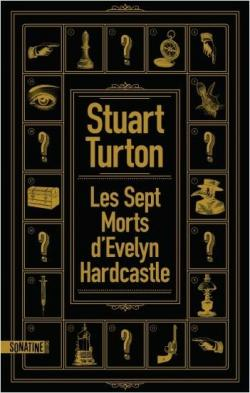 Stuart
Turton
Les Sept
Morts
d'Evelyn
Hardcastle
SONATINE